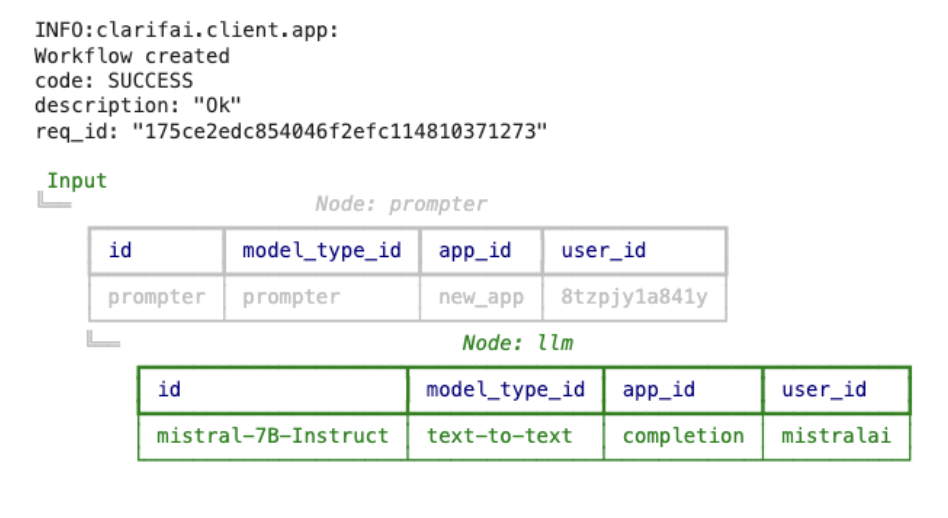 INFO:clarifai.client.app:
Workflow created
code: SUCCESS
description: "Ok"
req_id: "175ce2edc854046f2efc114810371273"
Input
Node: prompter
id model_type_id app_id user_id
prompter prompter new_app 8tzpjy1a841y
Node: llm
id model_type_id app_id user_id
mistral-7B-Instruct text-to-text completion mistralai